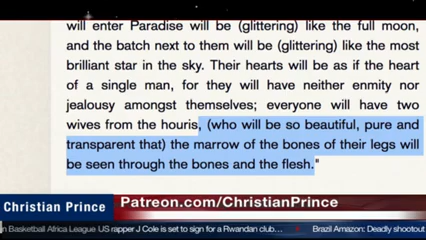 will enter Paradise will be (glittering) like the full moon,
and the batch next to them will be (glittering) like the most
brilliant star in the sky. Their hearts will be as if the heart
of a single man, for they will have neither enmity nor
jealousy amongst themselves; everyone will have two
wives from the houris, (who will be so beautiful, pure and
transparent that) the marrow of the bones of their legs will
be seen through the bones and the flesh."
Christian Prince
Patreon.com/ChristianPrince
n Basketball Africa League US rapper J Cole is set to sign for a Rwandan club…
Brazil Amazon: Deadly shootout